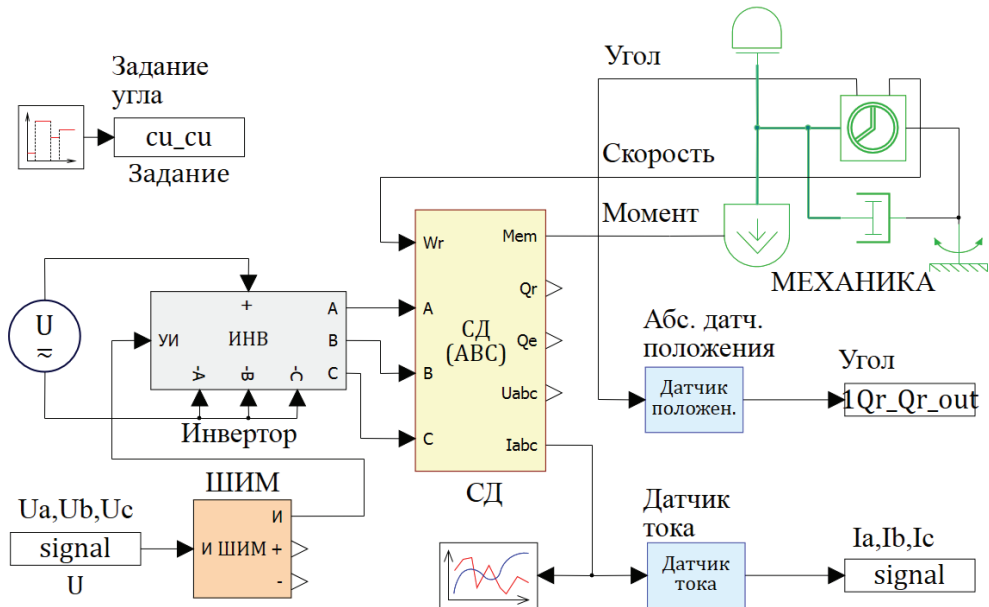 Задание
угла
cu_cu
Задание
Угол
Скорость
Момент
МЕХАНИКА
Wr
Mem
A
Qr
СД
(ABC)
Qe
B
Uabc
C
Iabc
СД
U
≂
+
УИ
ИНВ
A
B
C
-A
-B
-C
Инвертор
Абс. датч.
положения
Датчик
положен.
Угол
1Qr_Qr_out
ШИМ
Ua,Ub,Uc
signal
U
И
И ШИМ +
-
Датчик
тока
Датчик
тока
Ia,Ib,Ic
signal